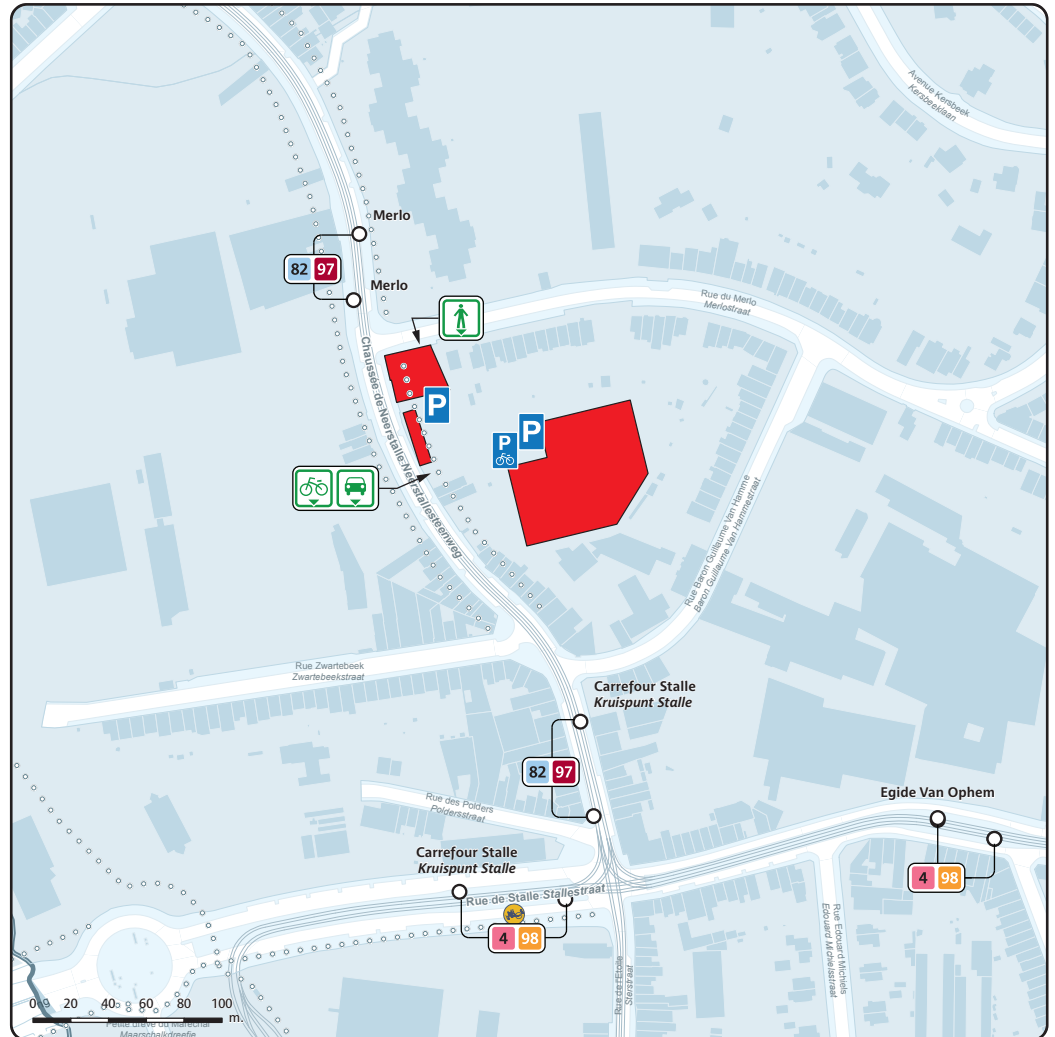 Avenue Kersbeek
Kersbeeklaan
Merlo
82 97
Merlo
Rue du Merlo
Merlostraat
Chaussée de Neerstalle Neerstallesteenweg
P
P
P
Rue Baron Guillaume Van Hamme
Baron Guillaume Van Hammestraat
Rue Zwartebeek
Zwartebeekstraat
Carrefour Stalle
Kruispunt Stalle
82 97
Rue des Polders
Poldersstraat
Egide Van Ophem
4 98
Carrefour Stalle
Kruispunt Stalle
Rue de Stalle Stallestraat
4 98
Rue Edouard Michiels
Edouard Michielsstraat
Rue de l'Etoile
Sterstraat
0 20 40 60 80 100
m.
Petite drève du Maréchal
Maarschalkdreefje